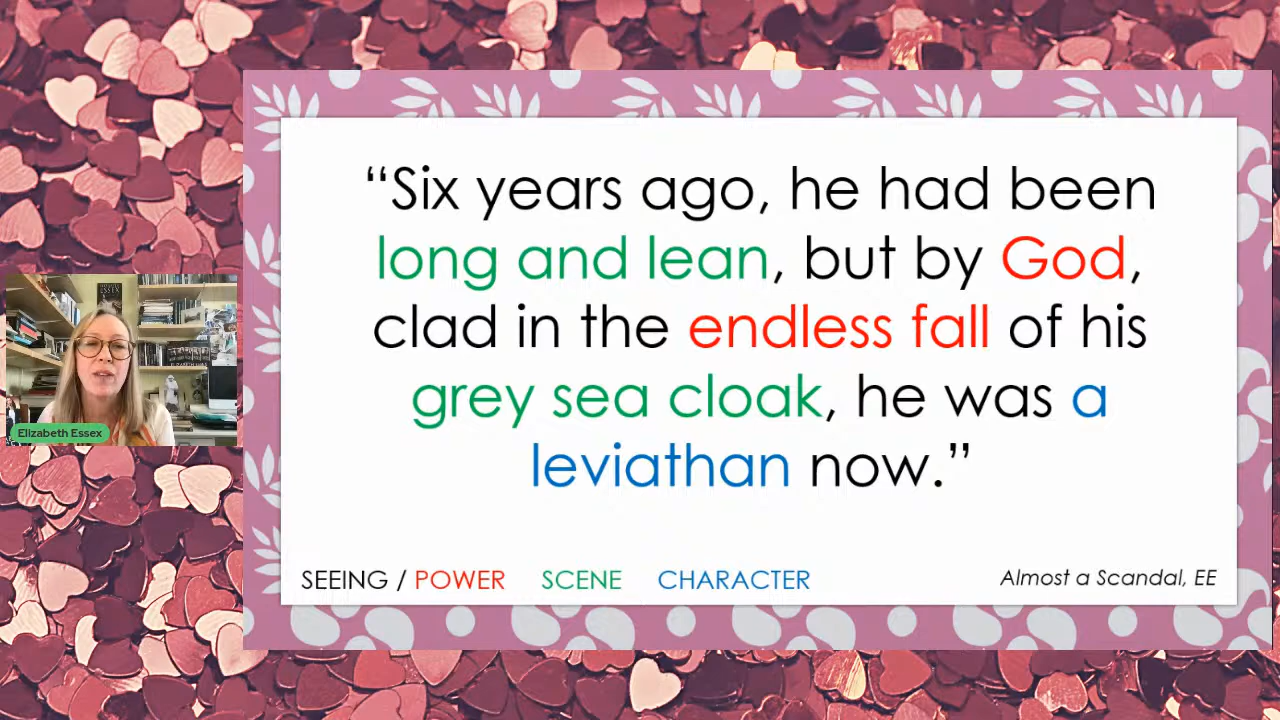 “Six years ago, he had been
long and lean, but by God,
clad in the endless fall of his
grey sea cloak, he was a
leviathan now.”
SEEING / POWER SCENE CHARACTER
Almost a Scandal, EE
Elizabeth Essex